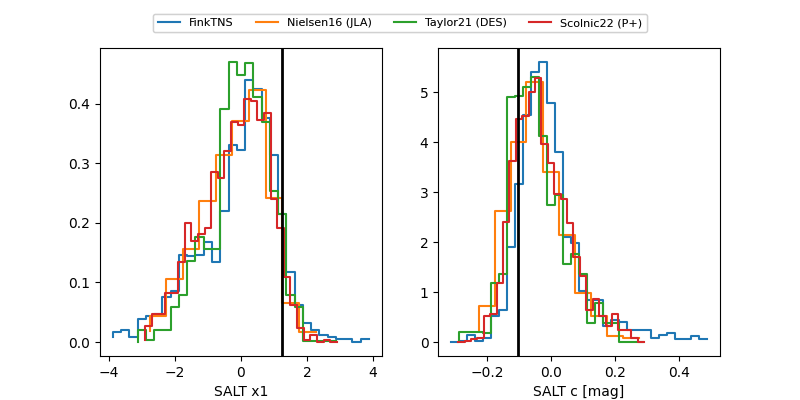 FinkTNS Nielsen16 (JLA) Taylor21 (DES) Scolnic22 (P+)
0.4
0.3
0.2
0.1
0.0
−4 −2 0 2 4
SALT x1
5
4
3
2
1
0
−0.2 0.0 0.2 0.4
SALT c [mag]